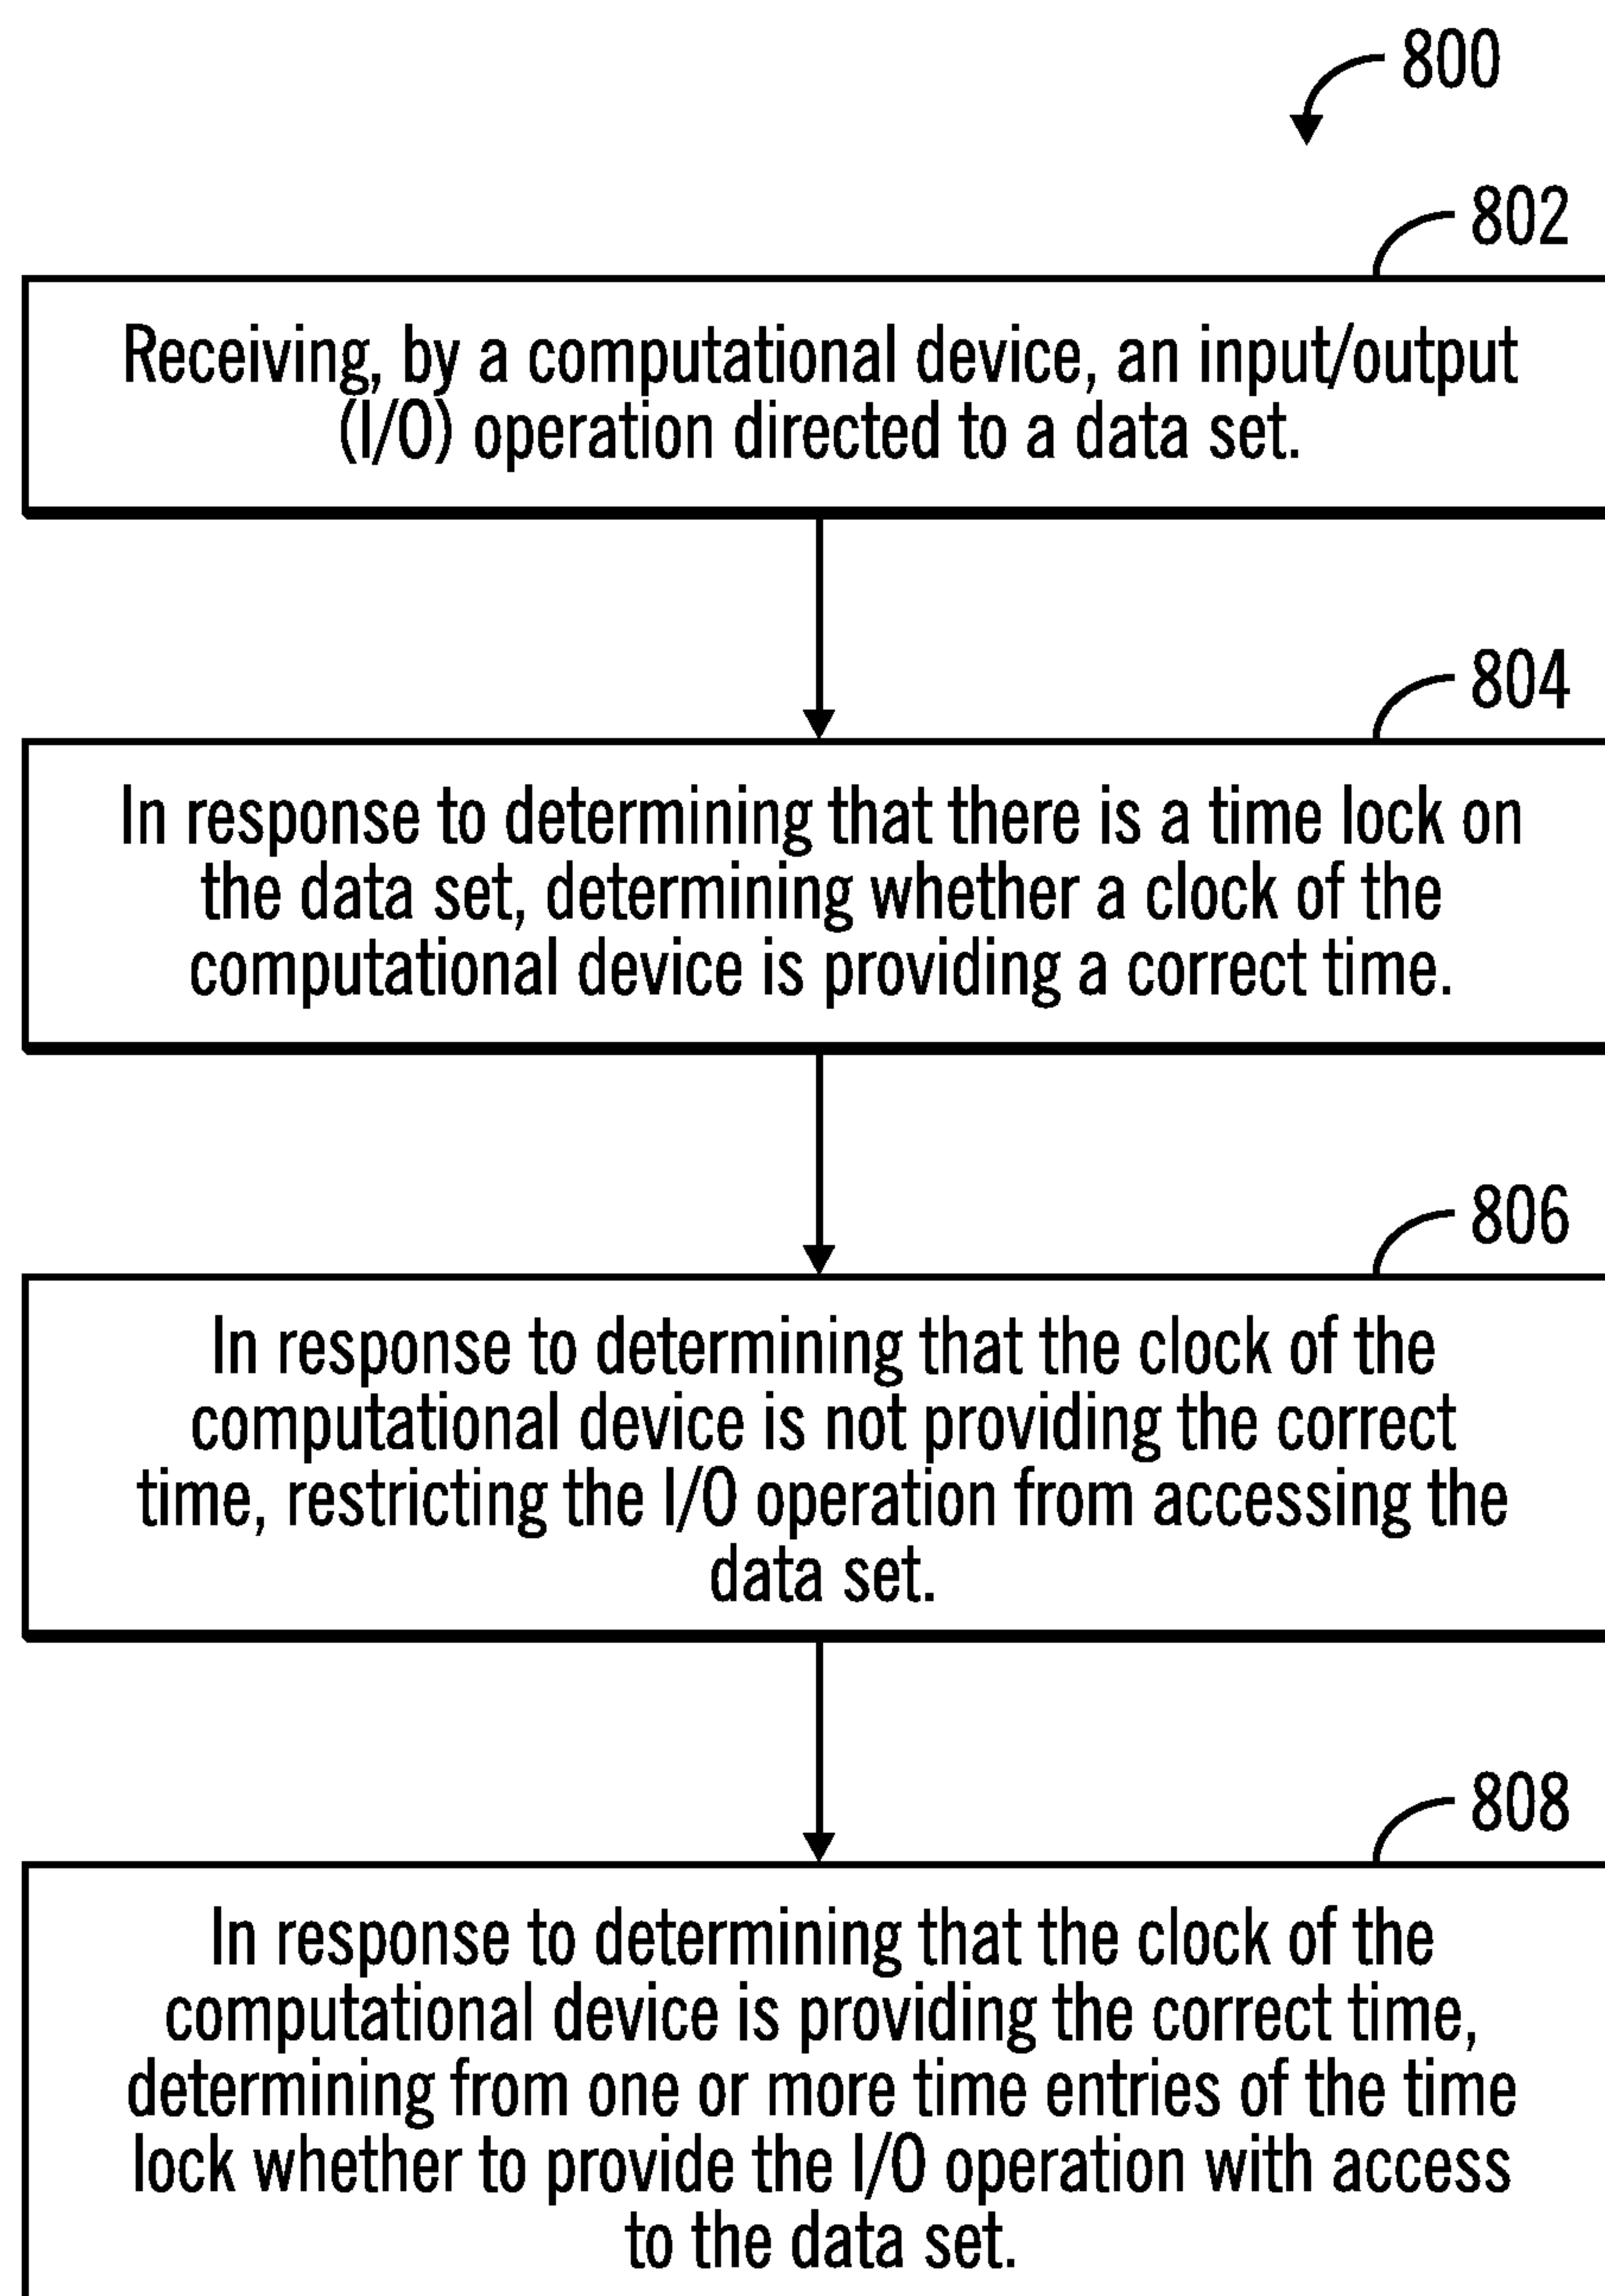 800
802
Receiving, by a computational device, an input/output
(I/O) operation directed to a data set.
804
In response to determining that there is a time lock on
the data set, determining whether a clock of the
computational device is providing a correct time.
806
In response to determining that the clock of the
computational device is not providing the correct
time, restricting the I/O operation from accessing the
data set.
808
In response to determining that the clock of the
computational device is providing the correct time,
determining from one or more time entries of the time
lock whether to provide the I/O operation with access
to the data set.